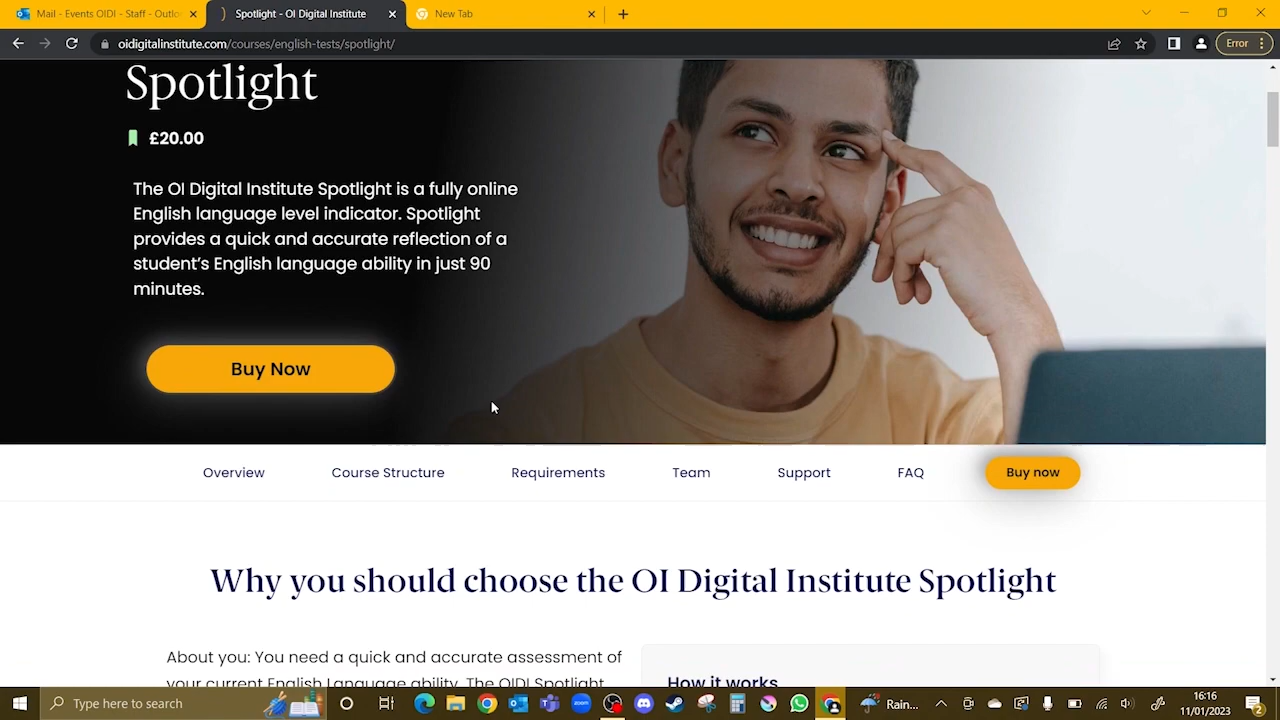 Mail - Events OIDI - Staff - Outlo
Spotlight - OI Digital Institute
New Tab
oidigitalinstitute.com/courses/english-tests/spotlight/
Error
Spotlight
£20.00
The OI Digital Institute Spotlight is a fully online
English language level indicator. Spotlight
provides a quick and accurate reflection of a
student's English language ability in just 90
minutes.
Buy Now
Overview
Course Structure
Requirements
Team
Support
FAQ
Buy now
Why you should choose the OI Digital Institute Spotlight
About you: You need a quick and accurate assessment of
your current English Language ability. The OIDI Spotlight
How it works
Type here to search
zoom
Rain...
16:16
11/01/2023
2